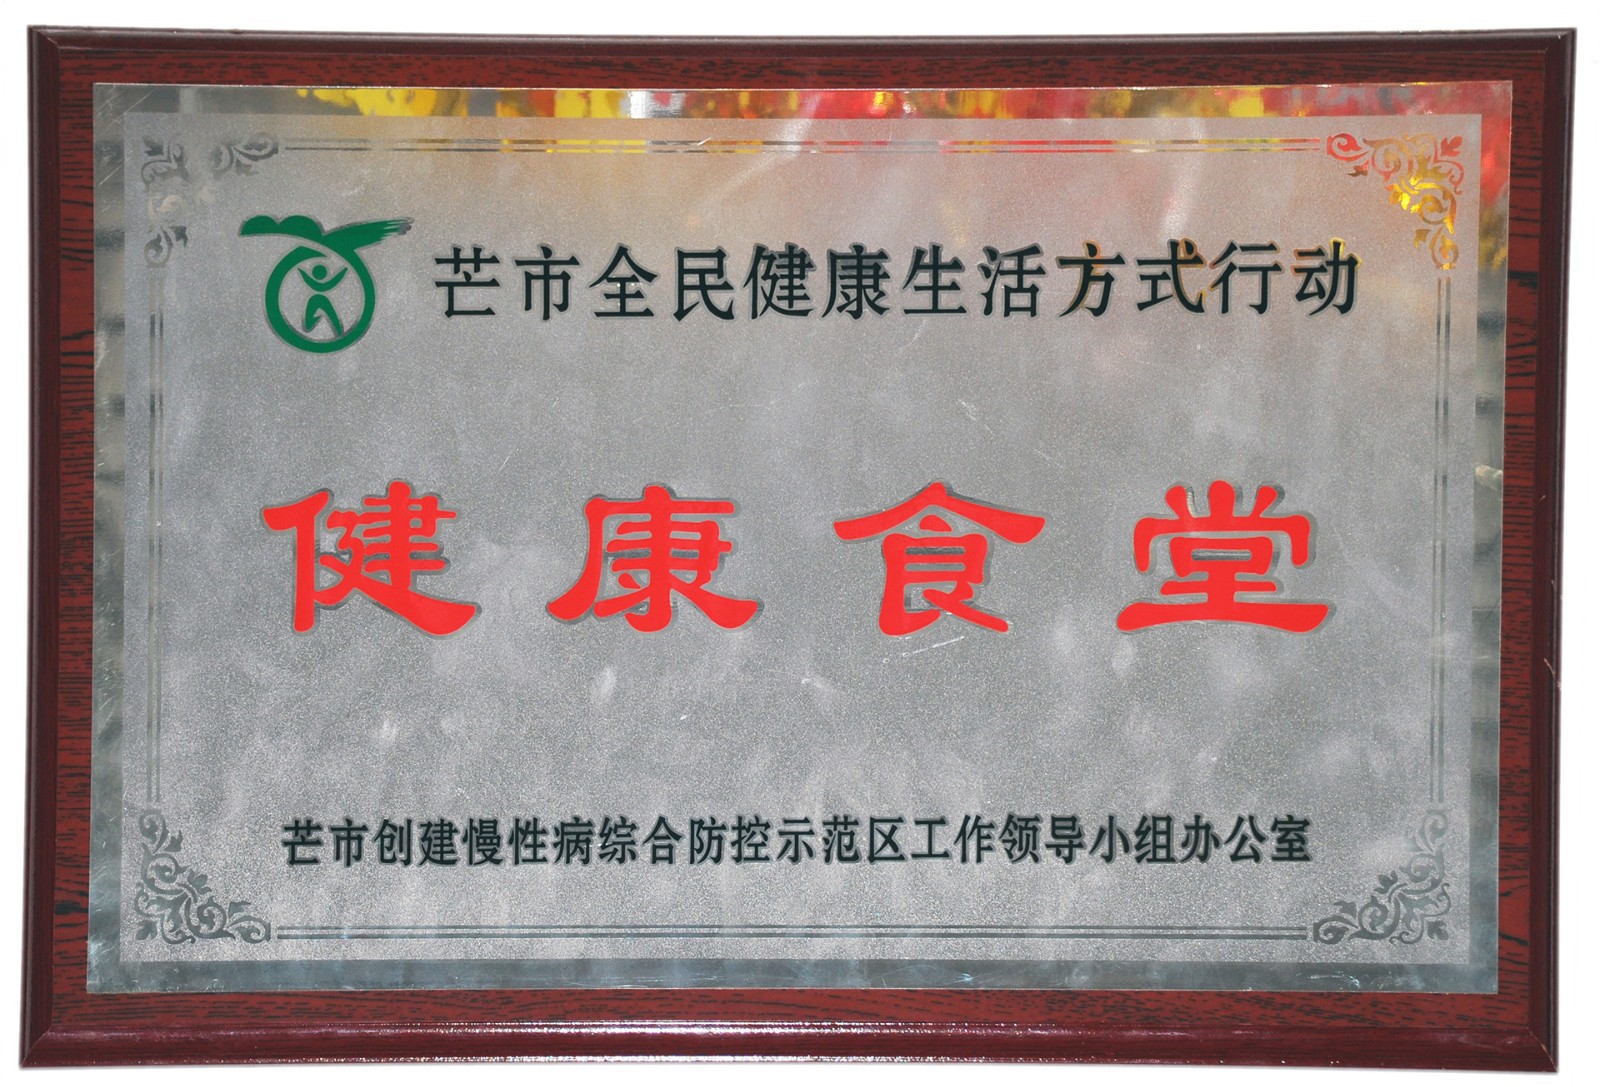 芒市全民健康生活方式行动
健康食堂
芒市创建慢性病综合防控示范区工作领导小组办公室